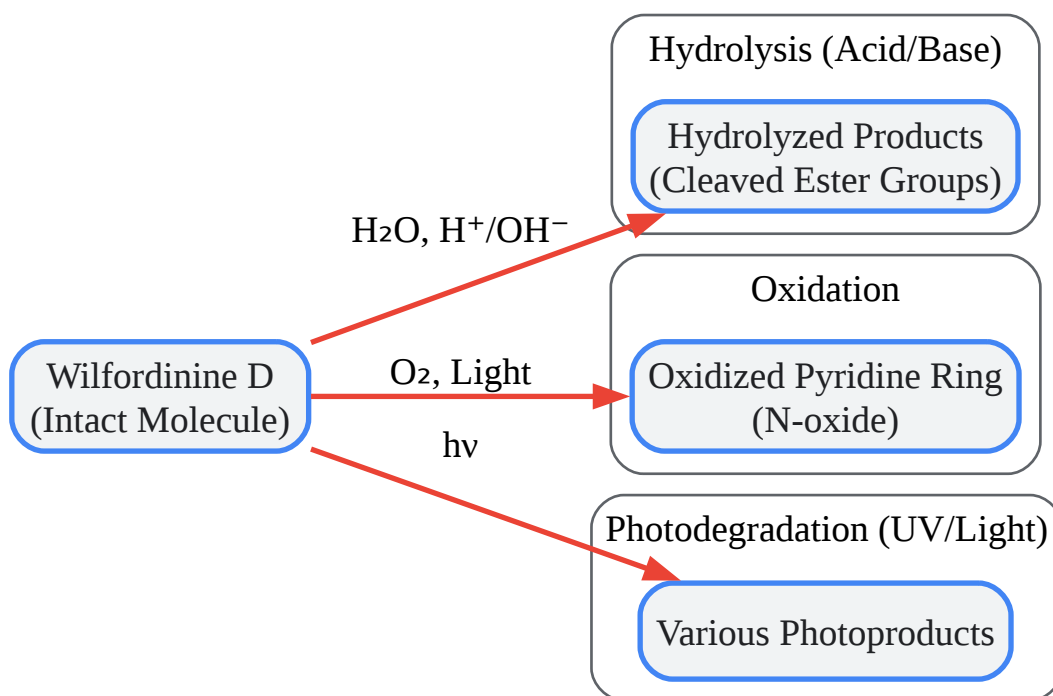 Hydrolysis (Acid/Base)
Hydrolyzed Products
(Cleaved Ester Groups)
H₂O, H⁺/OH⁻
Oxidation
Wilfordinine D
(Intact Molecule)
O₂, Light
Oxidized Pyridine Ring
(N-oxide)
hν
Photodegradation (UV/Light)
Various Photoproducts